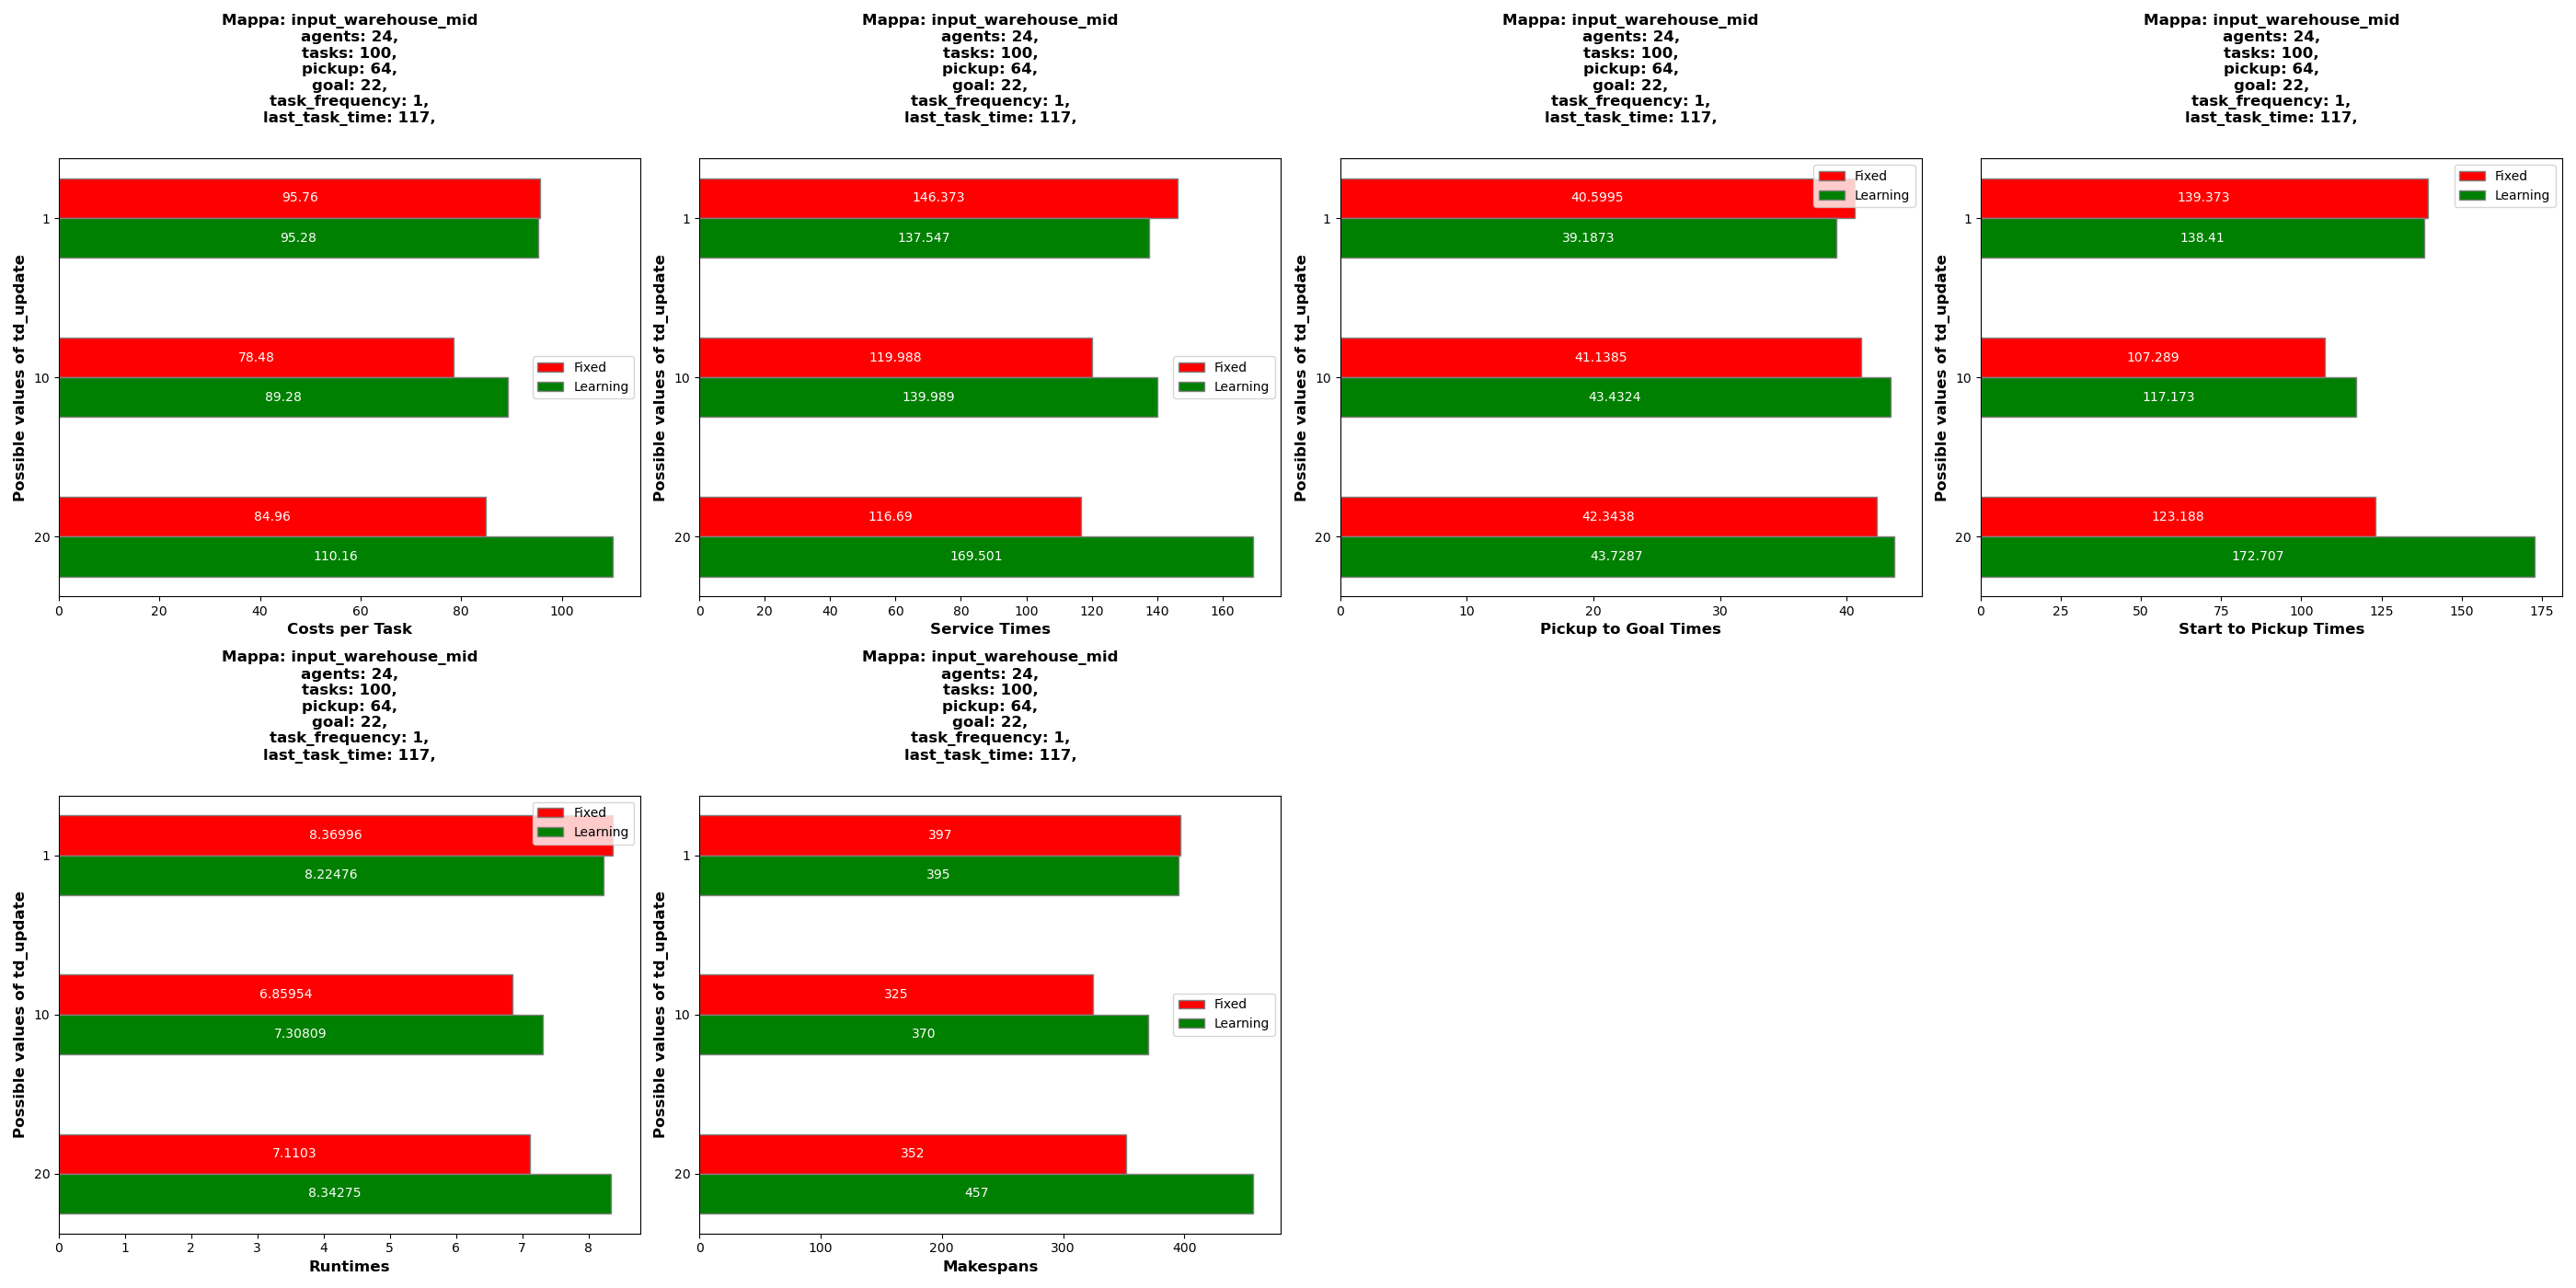 Mappa: input_warehouse_mid
agents: 24,
tasks: 100,
pickup: 64,
goal: 22,
task_frequency: 1,
last_task_time: 117,
Possible values of td_update
1
10
20
95.76
95.28
78.48
89.28
84.96
110.16
Fixed
Learning
0 20 40 60 80 100
Costs per Task
Mappa: input_warehouse_mid
agents: 24,
tasks: 100,
pickup: 64,
goal: 22,
task_frequency: 1,
last_task_time: 117,
Possible values of td_update
1
10
20
146.373
137.547
119.988
139.989
116.69
169.501
Fixed
Learning
0 20 40 60 80 100 120 140 160
Service Times
Mappa: input_warehouse_mid
agents: 24,
tasks: 100,
pickup: 64,
goal: 22,
task_frequency: 1,
last_task_time: 117,
Possible values of td_update
1
10
20
Fixed
Learning
40.5995
39.1873
41.1385
43.4324
42.3438
43.7287
0 10 20 30 40
Pickup to Goal Times
Mappa: input_warehouse_mid
agents: 24,
tasks: 100,
pickup: 64,
goal: 22,
task_frequency: 1,
last_task_time: 117,
Possible values of td_update
1
10
20
Fixed
Learning
139.373
138.41
107.289
117.173
123.188
172.707
0 25 50 75 100 125 150 175
Start to Pickup Times
Mappa: input_warehouse_mid
agents: 24,
tasks: 100,
pickup: 64,
goal: 22,
task_frequency: 1,
last_task_time: 117,
Possible values of td_update
1
10
20
Fixed
Learning
8.36996
8.22476
6.85954
7.30809
7.1103
8.34275
0 1 2 3 4 5 6 7 8
Runtimes
Mappa: input_warehouse_mid
agents: 24,
tasks: 100,
pickup: 64,
goal: 22,
task_frequency: 1,
last_task_time: 117,
Possible values of td_update
1
10
20
397
395
325
370
352
457
Fixed
Learning
0 100 200 300 400
Makespans